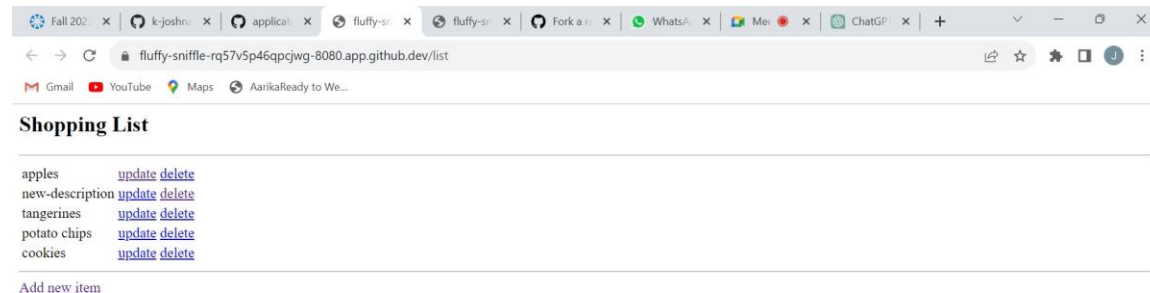 Fall 202
k-joshn
applicati
fluffy-sn
fluffy-sn
Fork a r
WhatsA
Mee
ChatGP
fluffy-sniffle-rq57v5p46qpcjwg-8080.app.github.dev/list
J
Gmail YouTube Maps AarikaReady to We...
Shopping List
apples update delete
new-description update delete
tangerines update delete
potato chips update delete
cookies update delete
Add new item